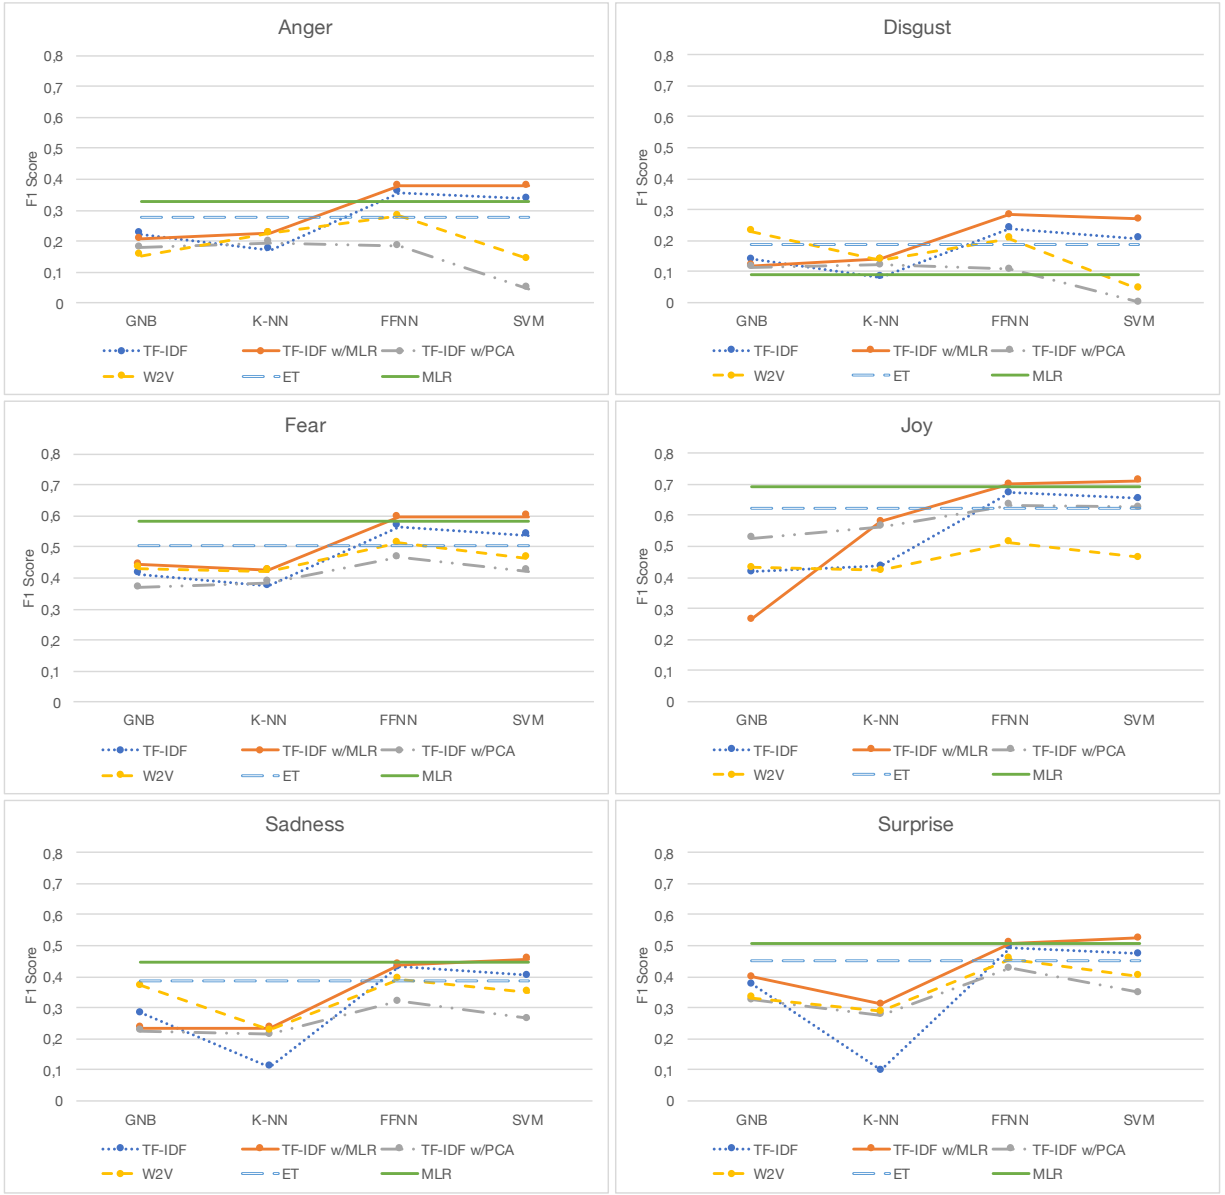 Anger
0,8
0,7
0,6
0,5
0,4
0,3
0,2
0,1
0
F1 Score
GNB K-NN FFNN SVM
TF-IDF TF-IDF w/MLR TF-IDF w/PCA
W2V ET MLR
Disgust
0,8
0,7
0,6
0,5
0,4
0,3
0,2
0,1
0
F1 Score
GNB K-NN FFNN SVM
TF-IDF TF-IDF w/MLR TF-IDF w/PCA
W2V ET MLR
Fear
0,8
0,7
0,6
0,5
0,4
0,3
0,2
0,1
0
F1 Score
GNB K-NN FFNN SVM
TF-IDF TF-IDF w/MLR TF-IDF w/PCA
W2V ET MLR
Joy
0,8
0,7
0,6
0,5
0,4
0,3
0,2
0,1
0
F1 Score
GNB K-NN FFNN SVM
TF-IDF TF-IDF w/MLR TF-IDF w/PCA
W2V ET MLR
Sadness
0,8
0,7
0,6
0,5
0,4
0,3
0,2
0,1
0
F1 Score
GNB K-NN FFNN SVM
TF-IDF TF-IDF w/MLR TF-IDF w/PCA
W2V ET MLR
Surprise
0,8
0,7
0,6
0,5
0,4
0,3
0,2
0,1
0
F1 Score
GNB K-NN FFNN SVM
TF-IDF TF-IDF w/MLR TF-IDF w/PCA
W2V ET MLR